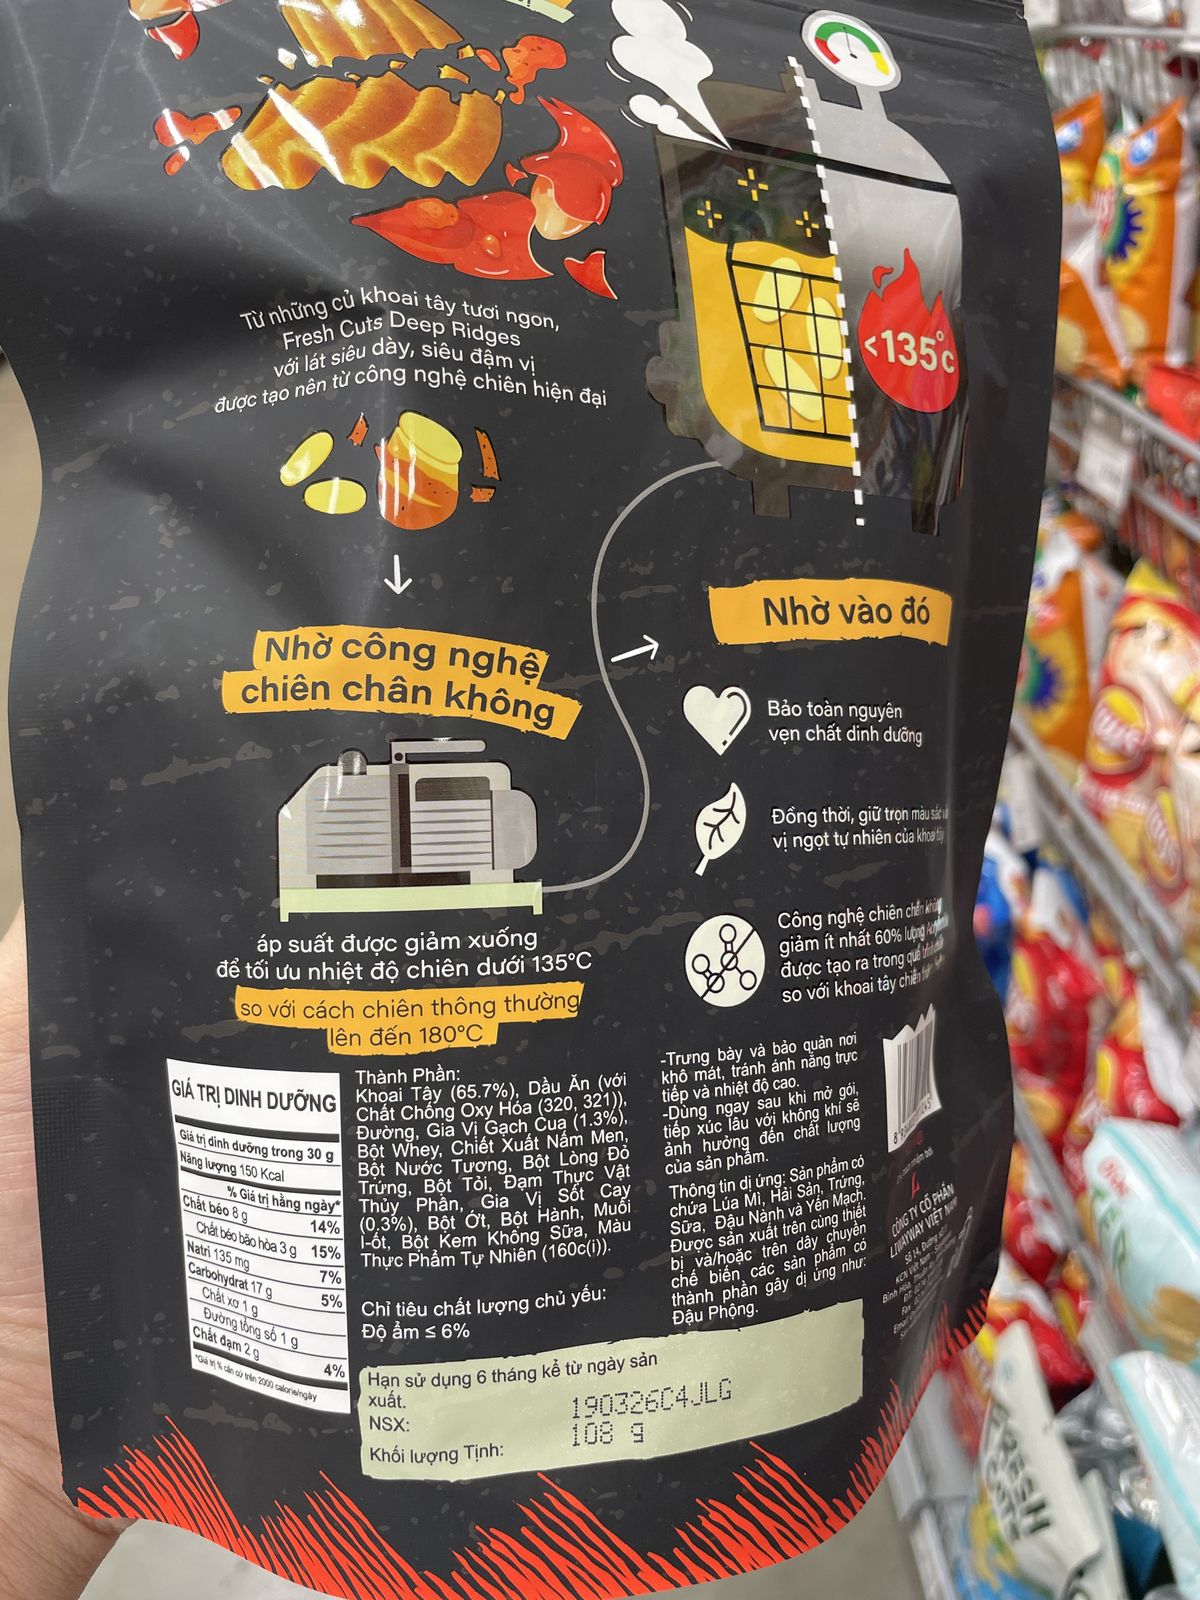 Từ những củ khoai tây tươi ngon,
Fresh Cuts Deep Ridges
với lát siêu dày, siêu đậm vị
được tạo nên từ công nghệ chiên hiện đại
<135°c
Nhờ công nghệ
chiên chân không
áp suất được giảm xuống
để tối ưu nhiệt độ chiên dưới 135°C
so với cách chiên thông thường
lên đến 180°C
Nhờ vào đó
Bảo toàn nguyên
vẹn chất dinh dưỡng
Đồng thời, giữ trọn màu sắc
vị ngọt tự nhiên của khoai tây
Công nghệ chiên chân không
giảm ít nhất 60% lượng
được tạo ra trong quá trình
so với khoai tây chiên
GIÁ TRỊ DINH DƯỠNG
Giá trị dinh dưỡng trong 30 g
Năng lượng 150 Kcal
% Giá trị hằng ngày*
Chất béo 8 g 14%
Chất béo bão hòa 3 g 15%
Natri 135 mg 7%
Carbohydrat 17 g 5%
Chất xơ 1 g
Đường tổng số 1 g
Chất đạm 2 g 4%
*Giá trị % căn cứ trên 2000 calorie/ngày
Thành Phần:
Khoai Tây (65.7%), Dầu Ăn (với
Chất Chống Oxy Hóa (320, 321)),
Đường, Gia Vị Gạch Cua (1.3%),
Bột Whey, Chiết Xuất Nấm Men,
Bột Nước Tương, Bột Lòng Đỏ
Trứng, Bột Tỏi, Đạm Thực Vật
Thủy Phân, Gia Vị Sốt Cay
(0.3%), Bột Ớt, Bột Hành, Muối
I-ốt, Bột Kem Không Sữa, Màu
Thực Phẩm Tự Nhiên (160c(i)).
Chỉ tiêu chất lượng chủ yếu:
Độ ẩm ≤ 6%
-Trưng bày và bảo quản nơi
khô mát, tránh ánh nắng trực
tiếp và nhiệt độ cao.
-Dùng ngay sau khi mở gói,
tiếp xúc lâu với không khí sẽ
ảnh hưởng đến chất lượng
của sản phẩm.
Thông tin dị ứng: Sản phẩm có
chứa Lúa Mì, Hải Sản, Trứng,
Sữa, Đậu Nành và Yến Mạch.
Được sản xuất trên cùng thiết
bị và/hoặc trên dây chuyền
chế biến các sản phẩm có
thành phần gây dị ứng như:
Đậu Phộng.
CÔNG TY CỔ PHẦN
LIWAYWAY VIỆT NAM
Hạn sử dụng 6 tháng kể từ ngày sản
xuất.
NSX: 190326C4JLG
Khối lượng Tịnh: 108 g